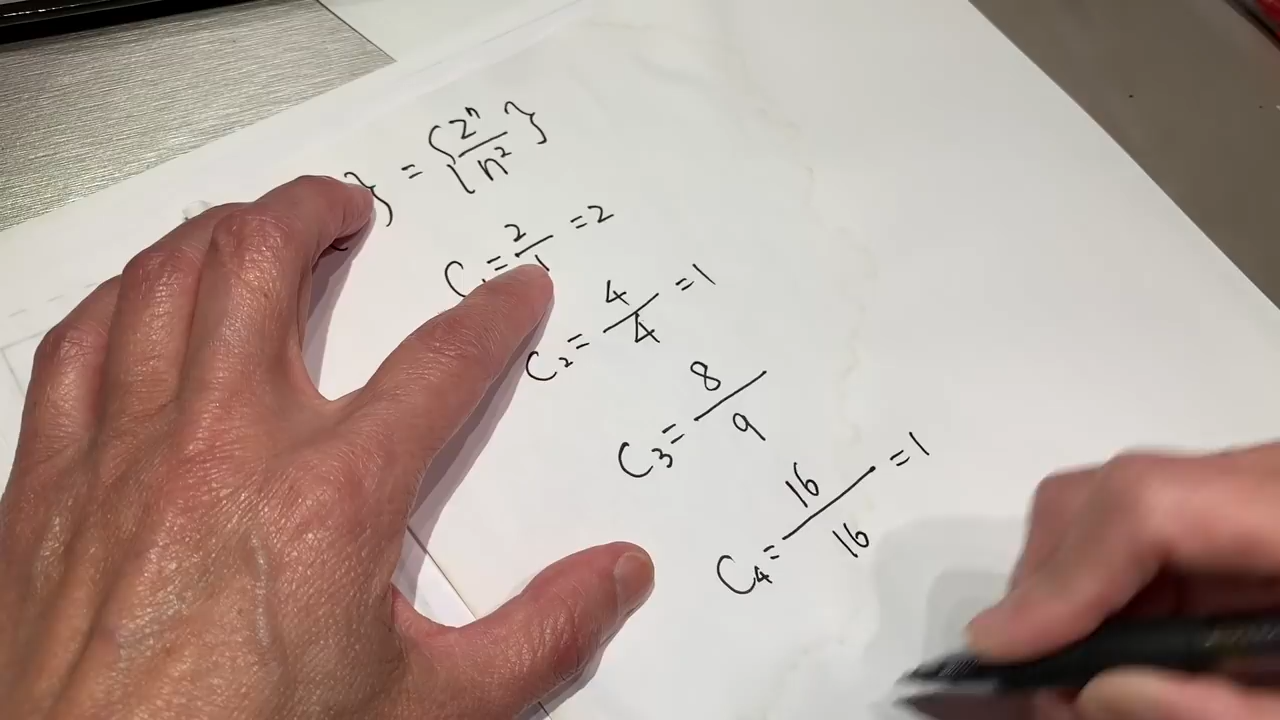 } = {2ⁿ/n²}
C₁ = 2/1 = 2
C₂ = 4/4 = 1
C₃ = 8/9
C₄ = 16/16 = 1